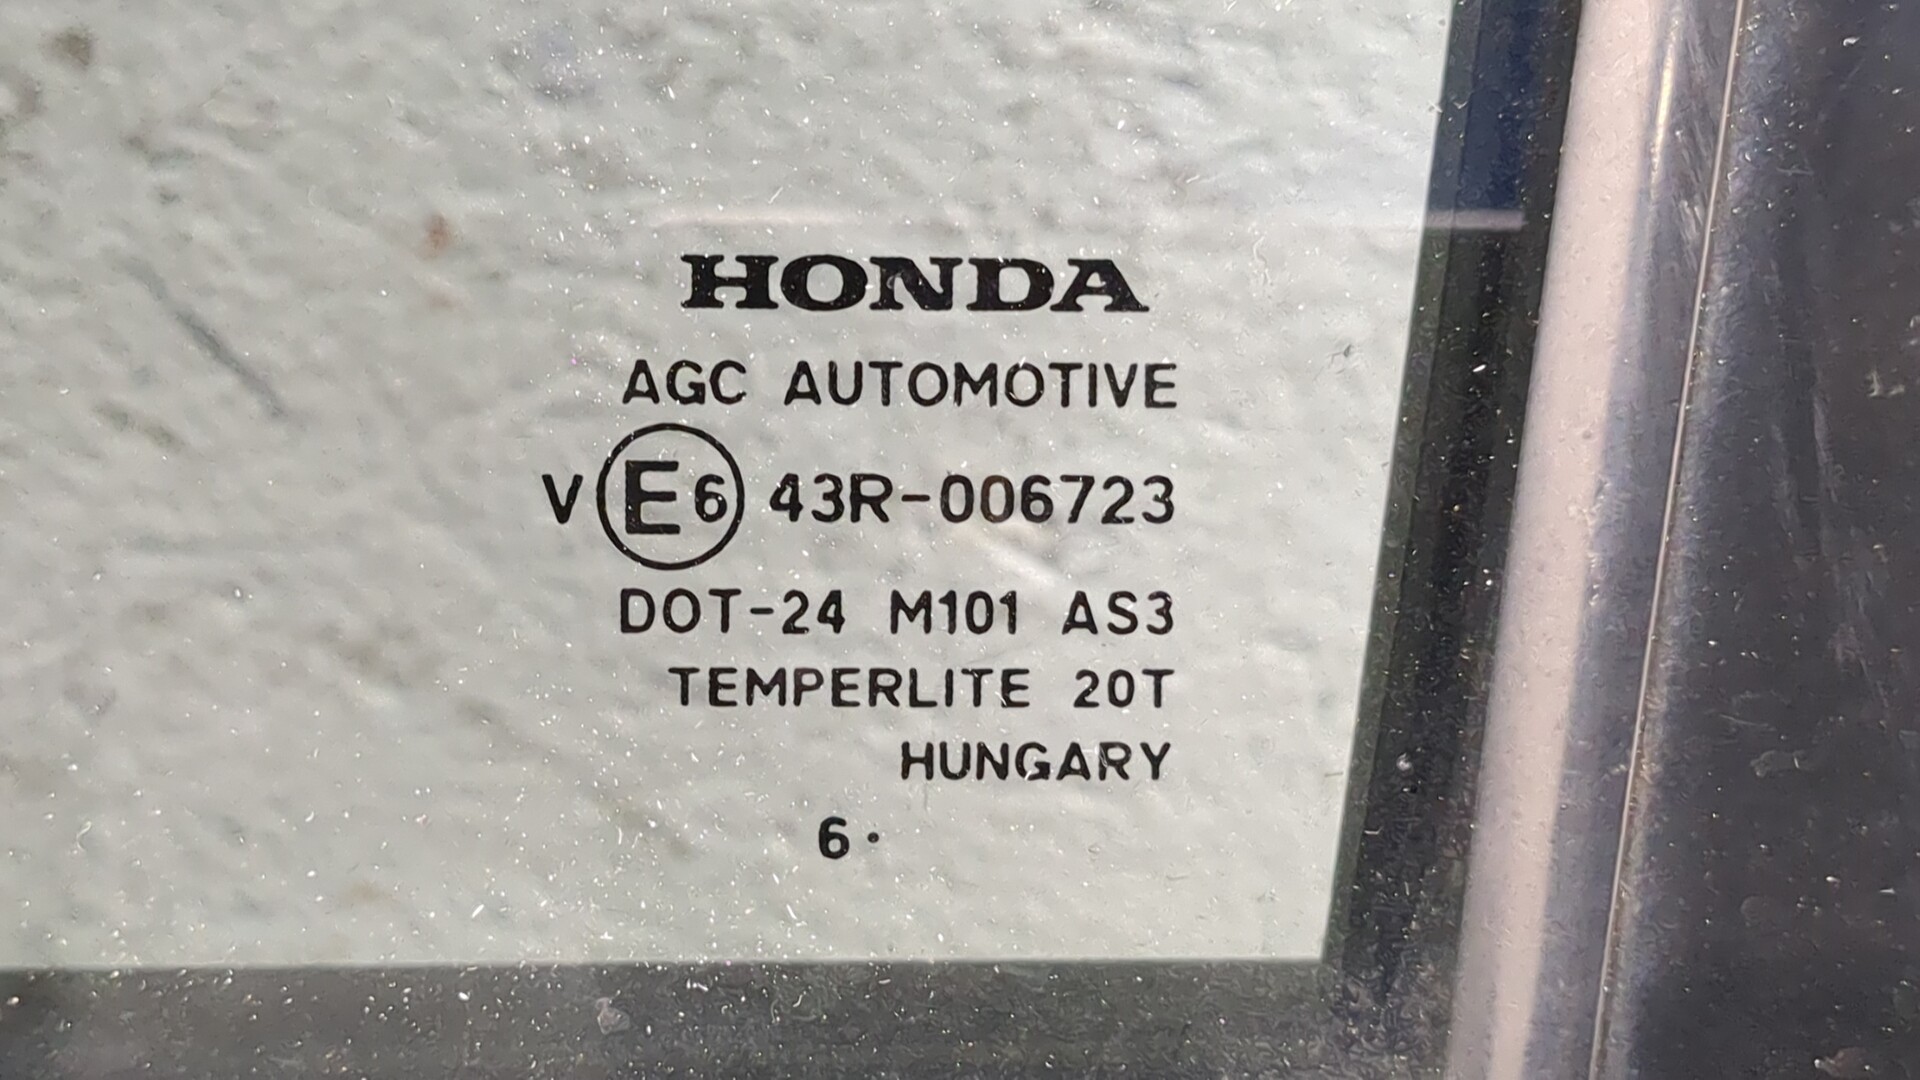 HONDA
AGC AUTOMOTIVE
V E6 43R-006723
DOT-24 M101 AS3
TEMPERLITE 20T
HUNGARY
6·